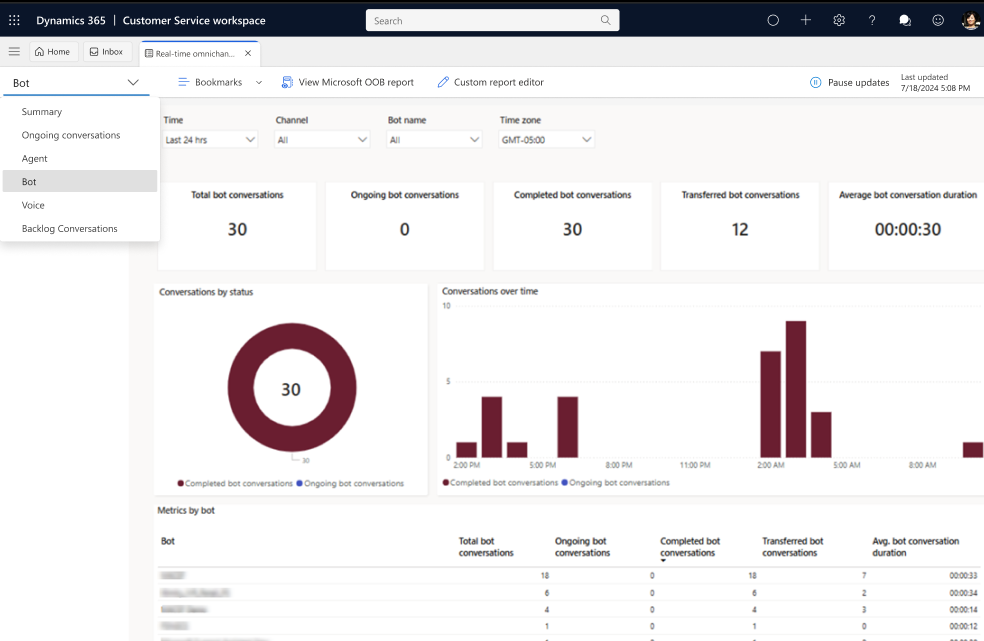 Dynamics 365 | Customer Service workspace
Search
Home
Inbox
Real-time omnichan...
Bot
Bookmarks
View Microsoft OOB report
Custom report editor
Pause updates
Last updated
7/18/2024 5:08 PM
Summary
Ongoing conversations
Agent
Bot
Voice
Backlog Conversations
Time
Channel
Bot name
Time zone
Last 24 hrs
All
All
GMT-05:00
Total bot conversations
30
Ongoing bot conversations
0
Completed bot conversations
30
Transferred bot conversations
12
Average bot conversation duration
00:00:30
Conversations by status
30
30
Completed bot conversations
Ongoing bot conversations
Conversations over time
10
5
0
2:00 PM
5:00 PM
8:00 PM
11:00 PM
2:00 AM
5:00 AM
8:00 AM
Completed bot conversations
Ongoing bot conversations
Metrics by bot
Bot
Total bot
conversations
Ongoing bot
conversations
Completed bot
conversations
Transferred bot
conversations
Avg. bot conversation
duration
18 0 18 7 00:00:33
6 0 6 2 00:00:34
4 0 4 3 00:00:14
1 0 1 0 00:00:12